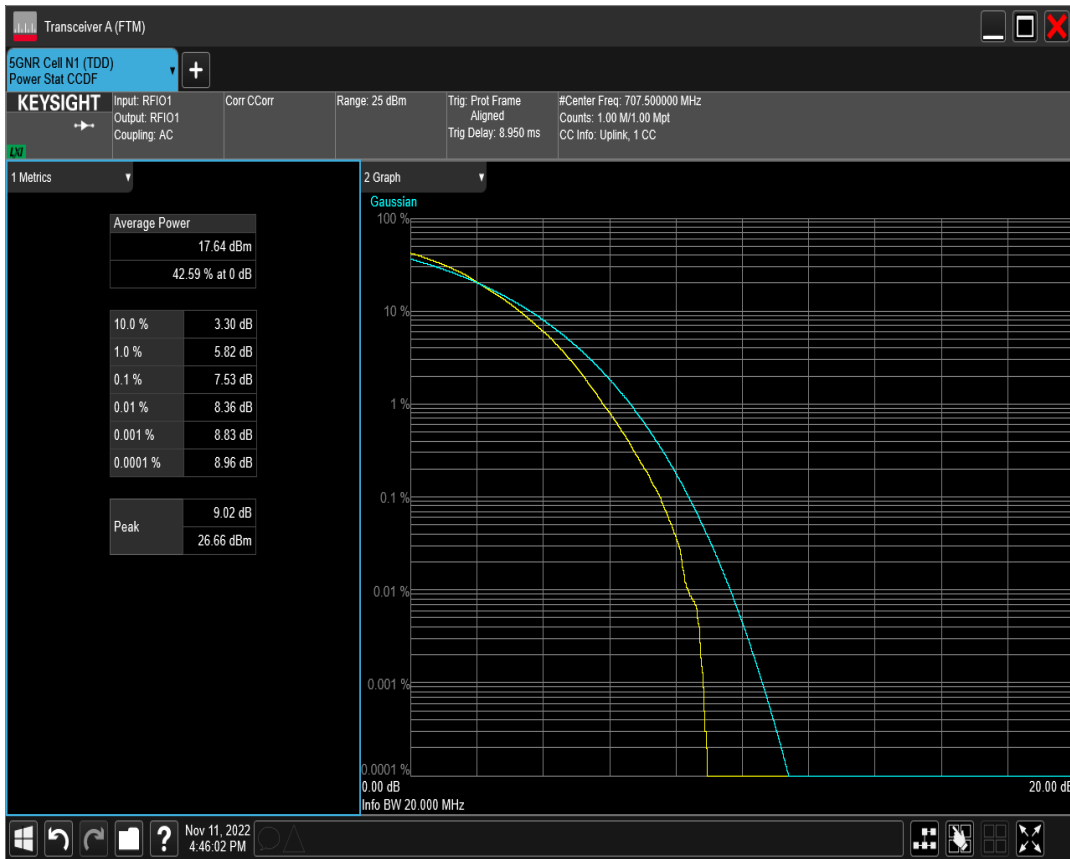 Transceiver A (FTM)
5GNR Cell N1 (TDD)
Power Stat CCDF
+
KEYSIGHT
LXI
Input: RFIO1
Output: RFIO1
Coupling: AC
Corr CCorr
Range: 25 dBm
Trig: Prot Frame
Aligned
Trig Delay: 8.950 ms
#Center Freq: 707.500000 MHz
Counts: 1.00 M/1.00 Mpt
CC Info: Uplink, 1 CC
1 Metrics
Average Power
17.64 dBm
42.59 % at 0 dB
10.0 % 3.30 dB
1.0 % 5.82 dB
0.1 % 7.53 dB
0.01 % 8.36 dB
0.001 % 8.83 dB
0.0001 % 8.96 dB
Peak
9.02 dB
26.66 dBm
2 Graph
Gaussian
100 %
10 %
1 %
0.1 %
0.01 %
0.001 %
0.0001 %
0.00 dB 20.00 dB
Info BW 20.000 MHz
?
Nov 11, 2022
4:46:02 PM